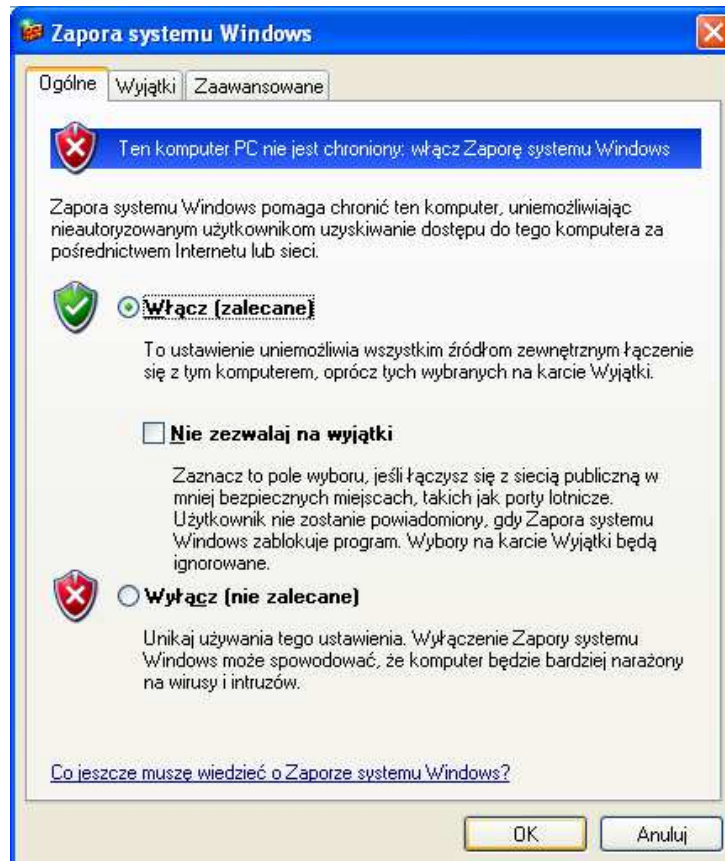 Zapora systemu Windows
Ogólne Wyjątki Zaawansowane
Ten komputer PC nie jest chroniony: włącz Zaporę systemu Windows
Zapora systemu Windows pomaga chronić ten komputer, uniemożliwiając
nieautoryzowanym użytkownikom uzyskiwanie dostępu do tego komputera za
pośrednictwem Internetu lub sieci.
Włącz (zalecane)
To ustawienie uniemożliwia wszystkim źródłom zewnętrznym łączenie
się z tym komputerem, oprócz tych wybranych na karcie Wyjątki.
Nie zezwalaj na wyjątki
Zaznacz to pole wyboru, jeśli łączysz się z siecią publiczną w
mniej bezpiecznych miejscach, takich jak porty lotnicze.
Użytkownik nie zostanie powiadomiony, gdy Zapora systemu
Windows zablokuje program. Wybory na karcie Wyjątki będą
ignorowane.
Wyłącz (nie zalecane)
Unikaj używania tego ustawienia. Wyłączenie Zapory systemu
Windows może spowodować, że komputer będzie bardziej narażony
na wirusy i intruzów.
Co jeszcze muszę wiedzieć o Zaporze systemu Windows?
OK Anuluj